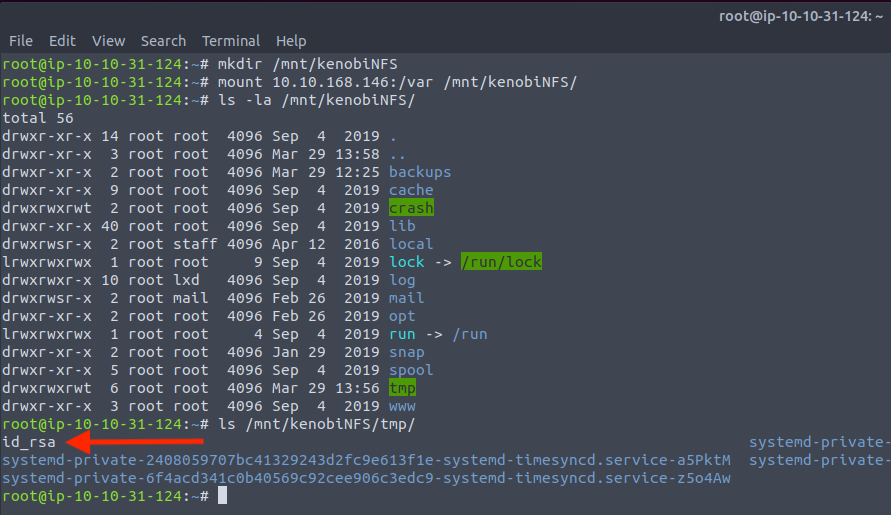 root@ip-10-10-31-124: ~
File Edit View Search Terminal Help
root@ip-10-10-31-124:~# mkdir /mnt/kenobiNFS
root@ip-10-10-31-124:~# mount 10.10.168.146:/var /mnt/kenobiNFS/
root@ip-10-10-31-124:~# ls -la /mnt/kenobiNFS/
total 56
drwxr-xr-x 14 root root  4096 Sep  4  2019 .
drwxr-xr-x  3 root root  4096 Mar 29 13:58 ..
drwxr-xr-x  2 root root  4096 Mar 29 12:25 backups
drwxr-xr-x  9 root root  4096 Sep  4  2019 cache
drwxrwxrwt  2 root root  4096 Sep  4  2019 crash
drwxr-xr-x 40 root root  4096 Sep  4  2019 lib
drwxrwsr-x  2 root staff 4096 Apr 12  2016 local
lrwxrwxrwx  1 root root     9 Sep  4  2019 lock -> /run/lock
drwxrwxr-x 10 root lxd   4096 Sep  4  2019 log
drwxrwsr-x  2 root mail  4096 Feb 26  2019 mail
drwxr-xr-x  2 root root  4096 Feb 26  2019 opt
lrwxrwxrwx  1 root root     4 Sep  4  2019 run -> /run
drwxr-xr-x  2 root root  4096 Jan 29  2019 snap
drwxr-xr-x  5 root root  4096 Sep  4  2019 spool
drwxrwxrwt  6 root root  4096 Mar 29 13:56 tmp
drwxr-xr-x  3 root root  4096 Sep  4  2019 www
root@ip-10-10-31-124:~# ls /mnt/kenobiNFS/tmp/
id_rsa systemd-private-
systemd-private-2408059707bc41329243d2fc9e613f1e-systemd-timesyncd.service-a5PktM systemd-private-
systemd-private-6f4acd341c0b40569c92cee906c3edc9-systemd-timesyncd.service-z5o4Aw
root@ip-10-10-31-124:~#